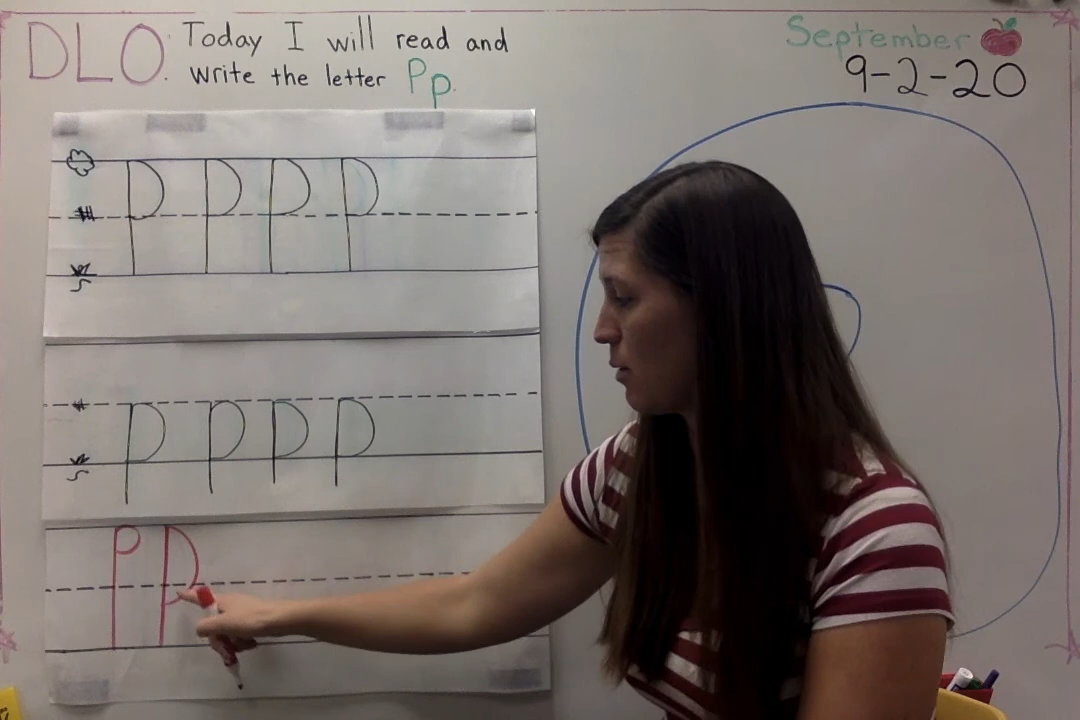 DLO: Today I will read and
write the letter Pp.
September
9-2-20
P P P P
p p p p
P P